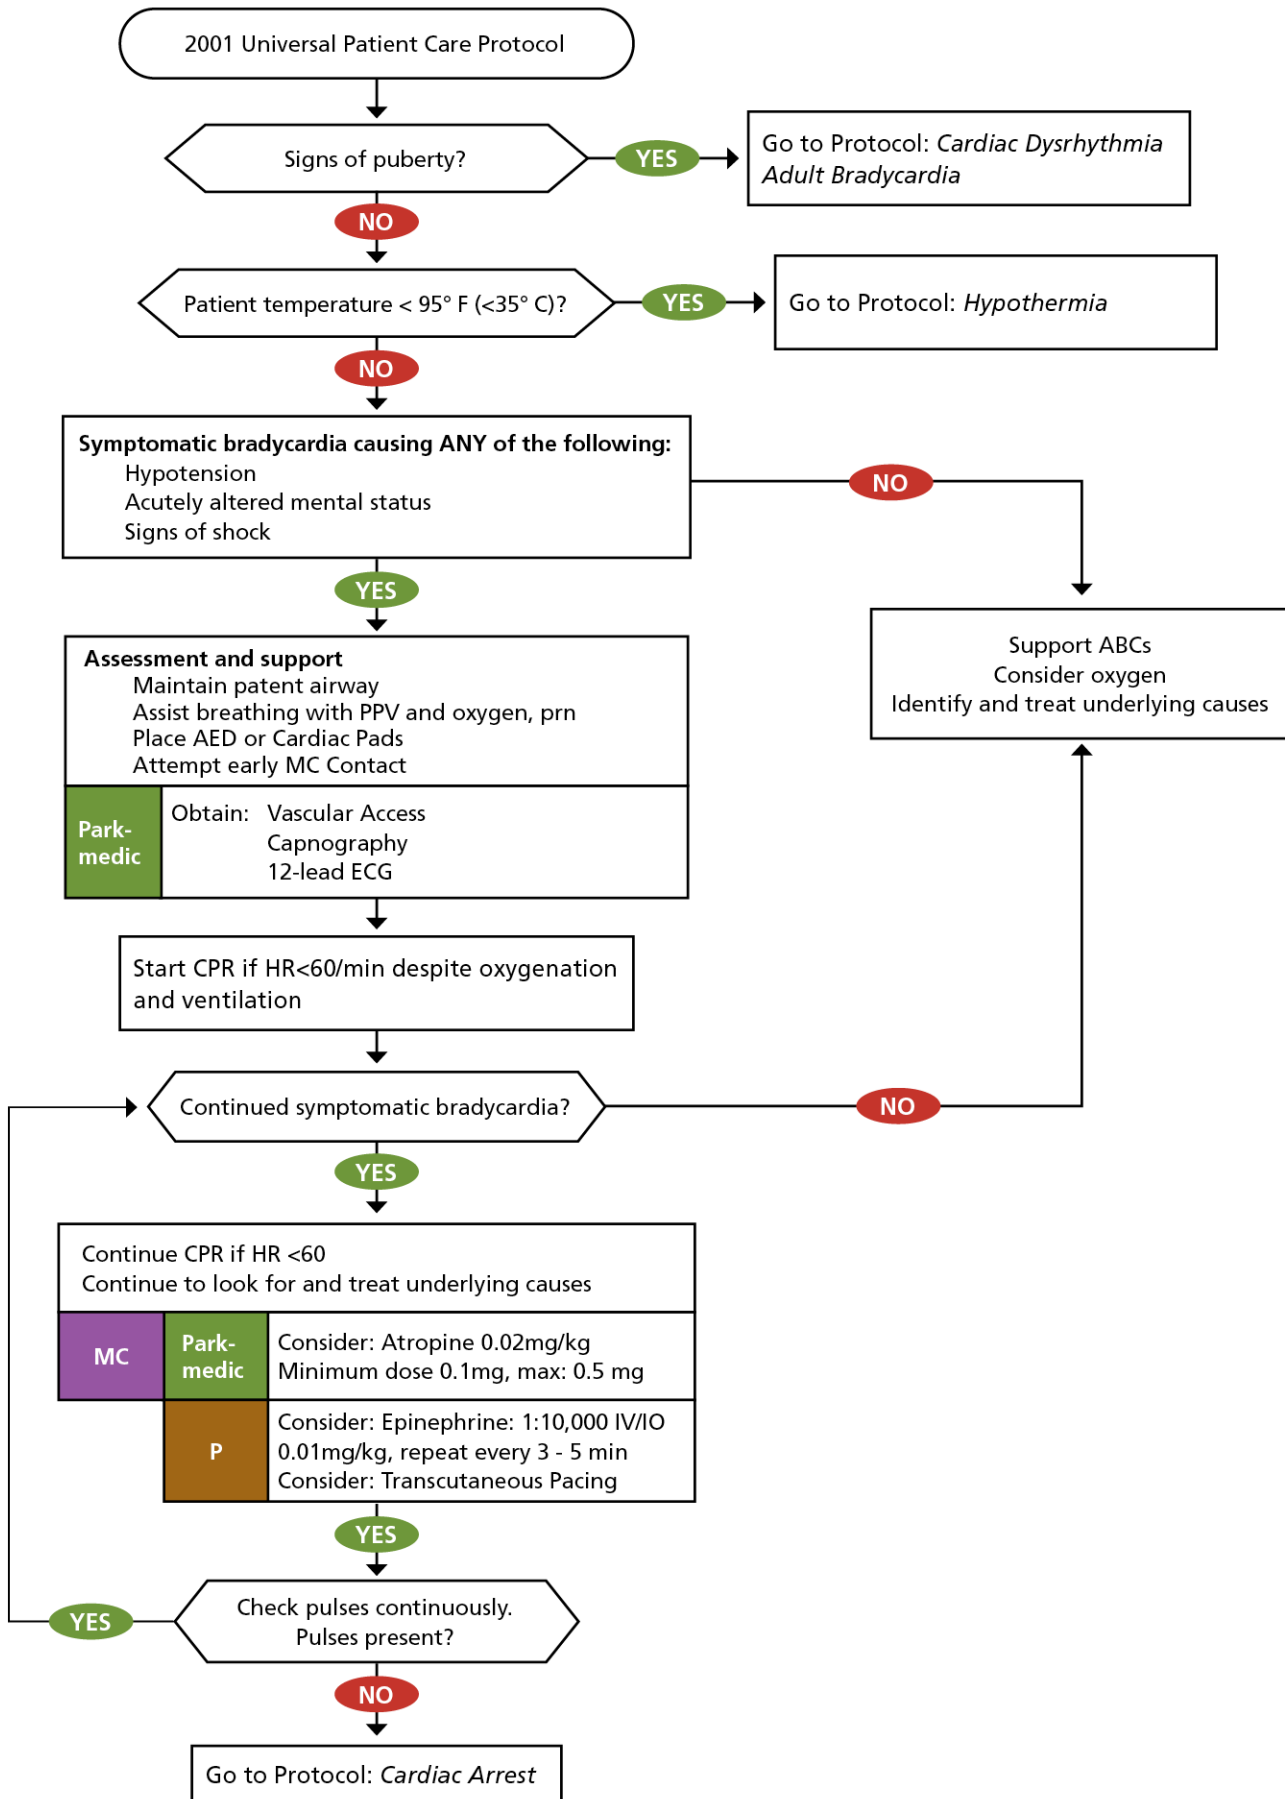 2001 Universal Patient Care Protocol
Signs of puberty?
YES
Go to Protocol: Cardiac Dysrhythmia
Adult Bradycardia
NO
Patient temperature < 95° F (<35° C)?
YES
Go to Protocol: Hypothermia
NO
Symptomatic bradycardia causing ANY of the following:
Hypotension
Acutely altered mental status
Signs of shock
NO
YES
Support ABCs
Consider oxygen
Identify and treat underlying causes
Assessment and support
Maintain patent airway
Assist breathing with PPV and oxygen, prn
Place AED or Cardiac Pads
Attempt early MC Contact
Park-
medic
Obtain: Vascular Access
Capnography
12-lead ECG
Start CPR if HR<60/min despite oxygenation
and ventilation
Continued symptomatic bradycardia?
NO
YES
Continue CPR if HR <60
Continue to look for and treat underlying causes
MC
Park-
medic
Consider: Atropine 0.02mg/kg
Minimum dose 0.1mg, max: 0.5 mg
P
Consider: Epinephrine: 1:10,000 IV/IO
0.01mg/kg, repeat every 3 - 5 min
Consider: Transcutaneous Pacing
YES
Check pulses continuously.
Pulses present?
YES
NO
Go to Protocol: Cardiac Arrest